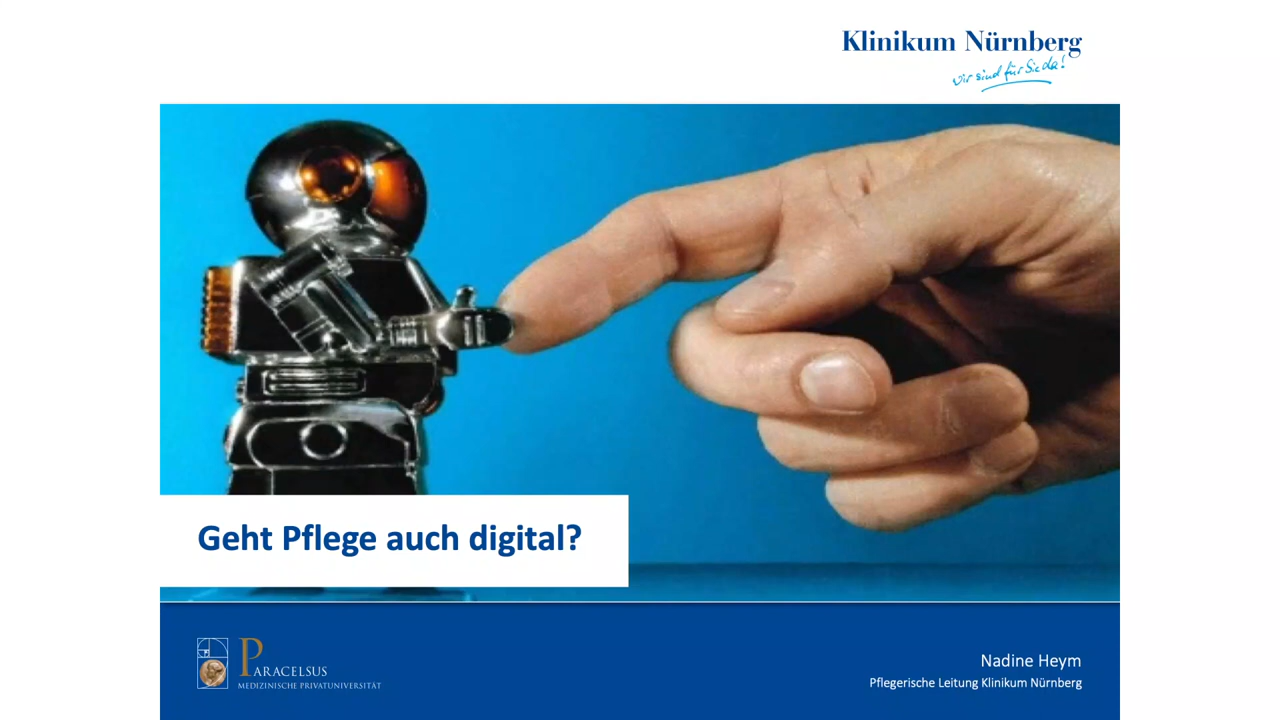 Klinikum Nürnberg
wir sind für Sie da!
Geht Pflege auch digital?
PARACELSUS
MEDIZINISCHE PRIVATUNIVERSITÄT
Nadine Heym
Pflegerische Leitung Klinikum Nürnberg